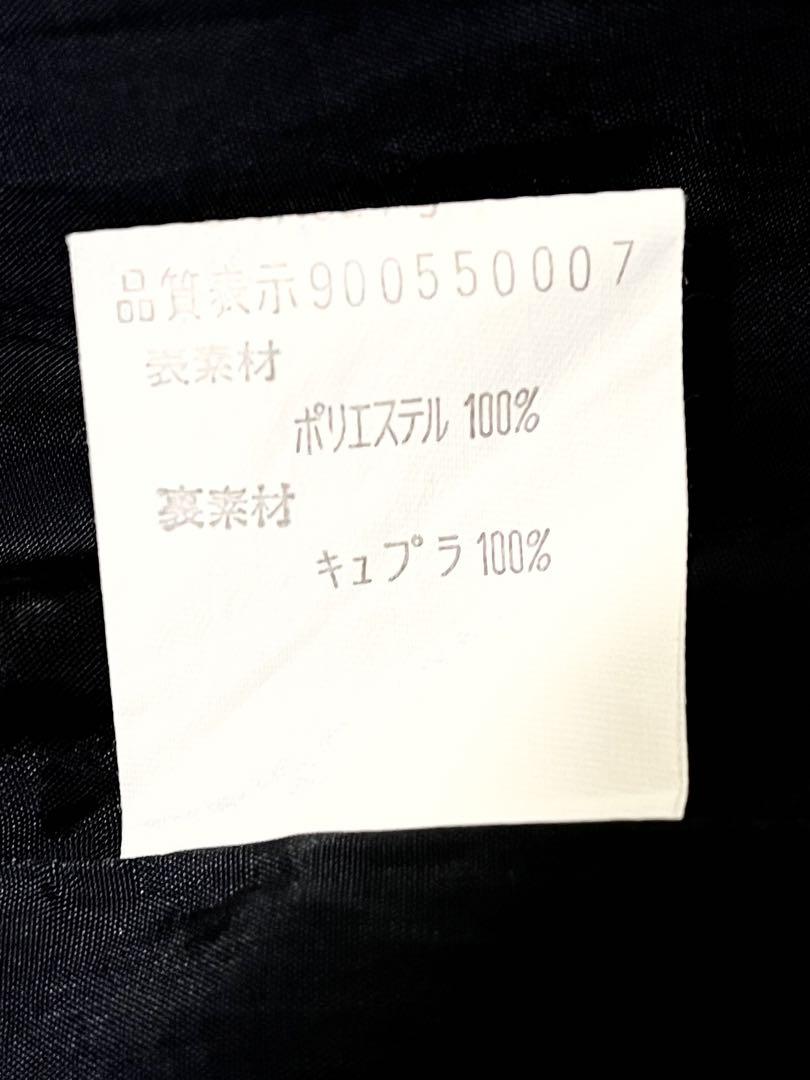 品質表示900550007
表素材
ポリエステル 100%
裏素材
キュプラ 100%